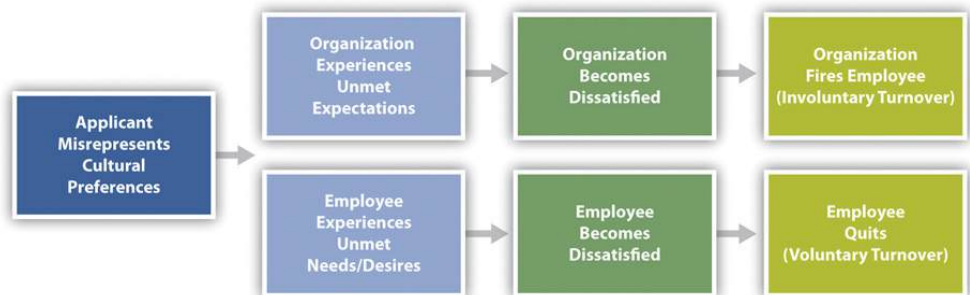 Applicant
Misrepresents
Cultural
Preferences
Organization
Experiences
Unmet
Expectations
Organization
Becomes
Dissatisfied
Organization
Fires Employee
(Involuntary Turnover)
Employee
Experiences
Unmet
Needs/Desires
Employee
Becomes
Dissatisfied
Employee
Quits
(Voluntary Turnover)